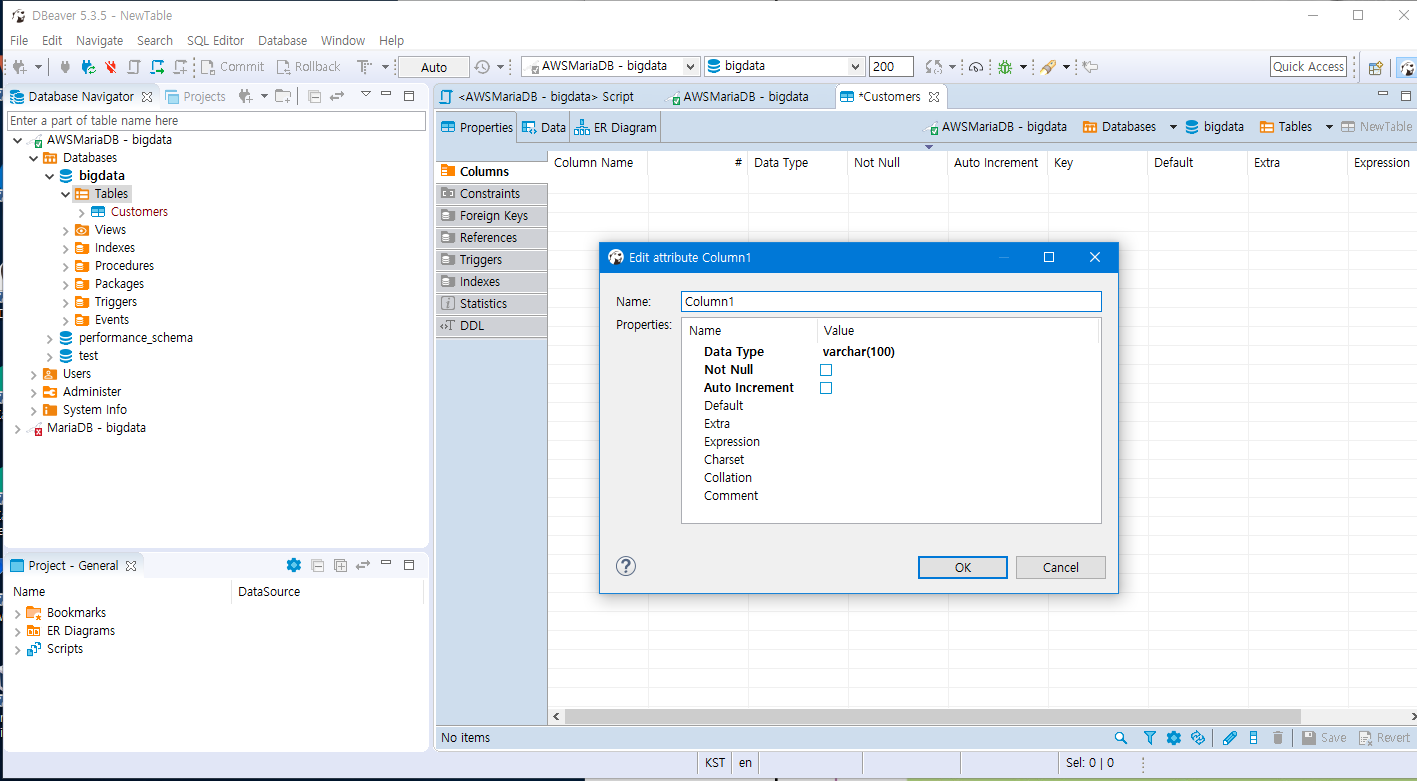 DBeaver 5.3.5 - NewTable
File Edit Navigate Search SQL Editor Database Window Help
Commit Rollback Auto AWSMariaDB - bigdata bigdata 200 Quick Access
Database Navigator Projects
Enter a part of table name here
AWSMariaDB - bigdata
Databases
bigdata
Tables
Customers
Views
Indexes
Procedures
Packages
Triggers
Events
performance_schema
test
Users
Administer
System Info
MariaDB - bigdata
Project - General
Name DataSource
Bookmarks
ER Diagrams
Scripts
<AWSMariaDB - bigdata> Script AWSMariaDB - bigdata *Customers
Properties Data ER Diagram AWSMariaDB - bigdata Databases bigdata Tables NewTable
Columns
Constraints
Foreign Keys
References
Triggers
Indexes
Statistics
DDL
Column Name # Data Type Not Null Auto Increment Key Default Extra Expression
Edit attribute Column1
Name: Column1
Properties: Name Value
Data Type varchar(100)
Not Null
Auto Increment
Default
Extra
Expression
Charset
Collation
Comment
? OK Cancel
No items Save Revert
KST en Sel: 0 | 0